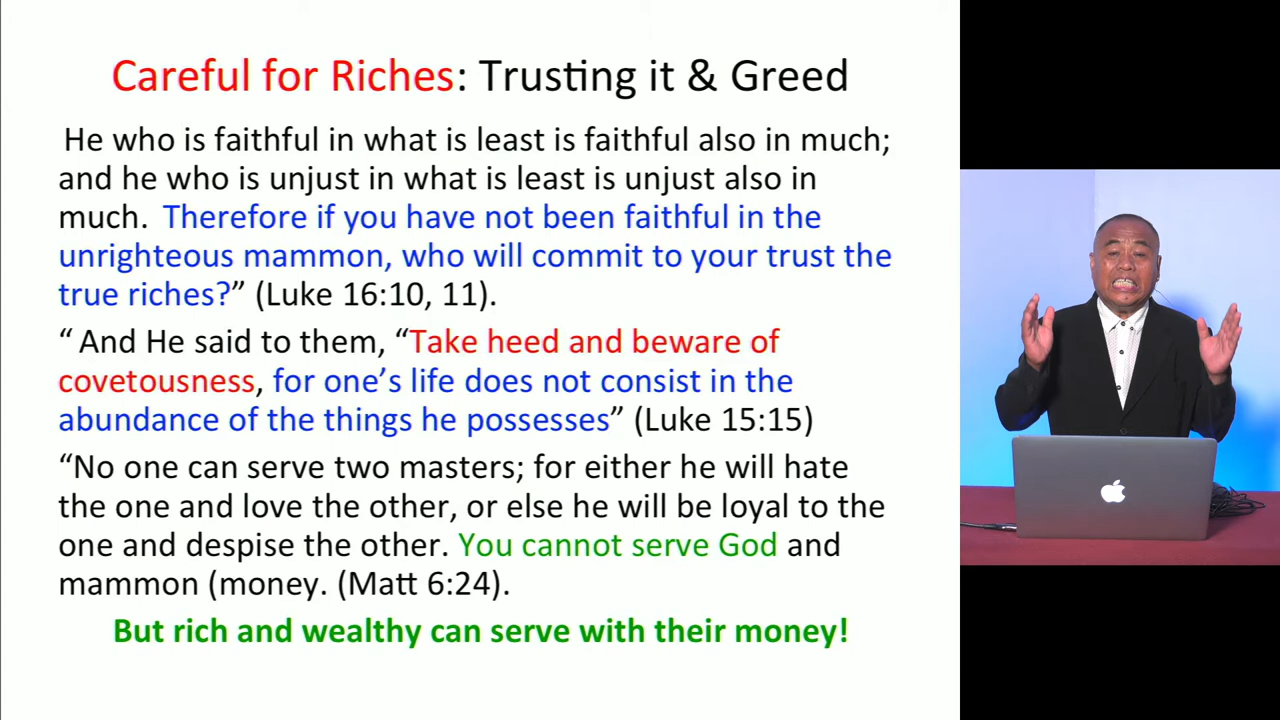 Careful for Riches: Trusting it & Greed
He who is faithful in what is least is faithful also in much;
and he who is unjust in what is least is unjust also in
much. Therefore if you have not been faithful in the
unrighteous mammon, who will commit to your trust the
true riches?” (Luke 16:10, 11).
“ And He said to them, “Take heed and beware of
covetousness, for one’s life does not consist in the
abundance of the things he possesses” (Luke 15:15)
“No one can serve two masters; for either he will hate
the one and love the other, or else he will be loyal to the
one and despise the other. You cannot serve God and
mammon (money. (Matt 6:24).
But rich and wealthy can serve with their money!